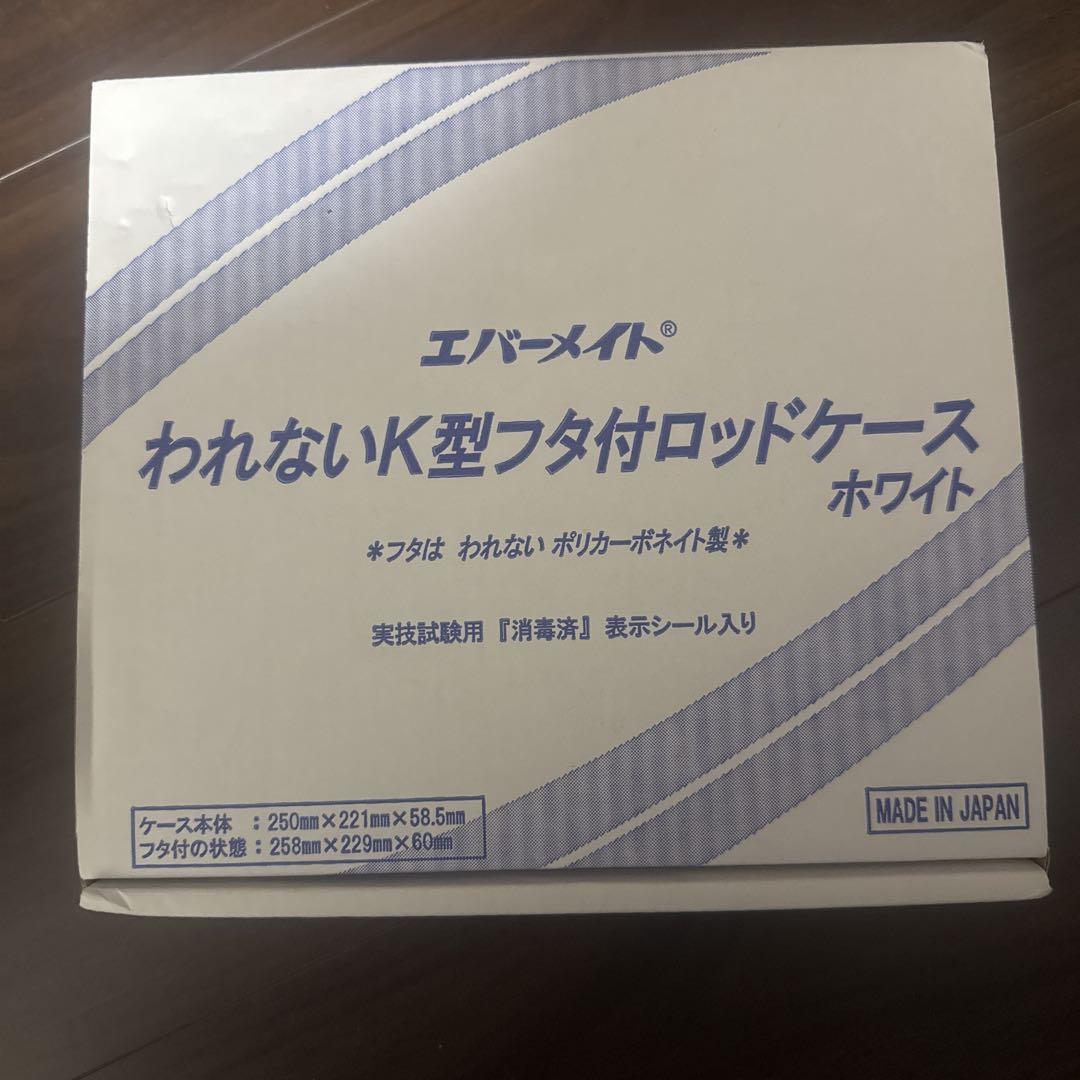 エバーメイト®
われないK型フタ付ロッドケース
ホワイト
*フタは われない ポリカーボネイト製*
実技試験用『消毒済』表示シール入り
ケース本体 ：250mm×221mm×58.5mm
フタ付の状態：258mm×229mm×60mm
MADE IN JAPAN